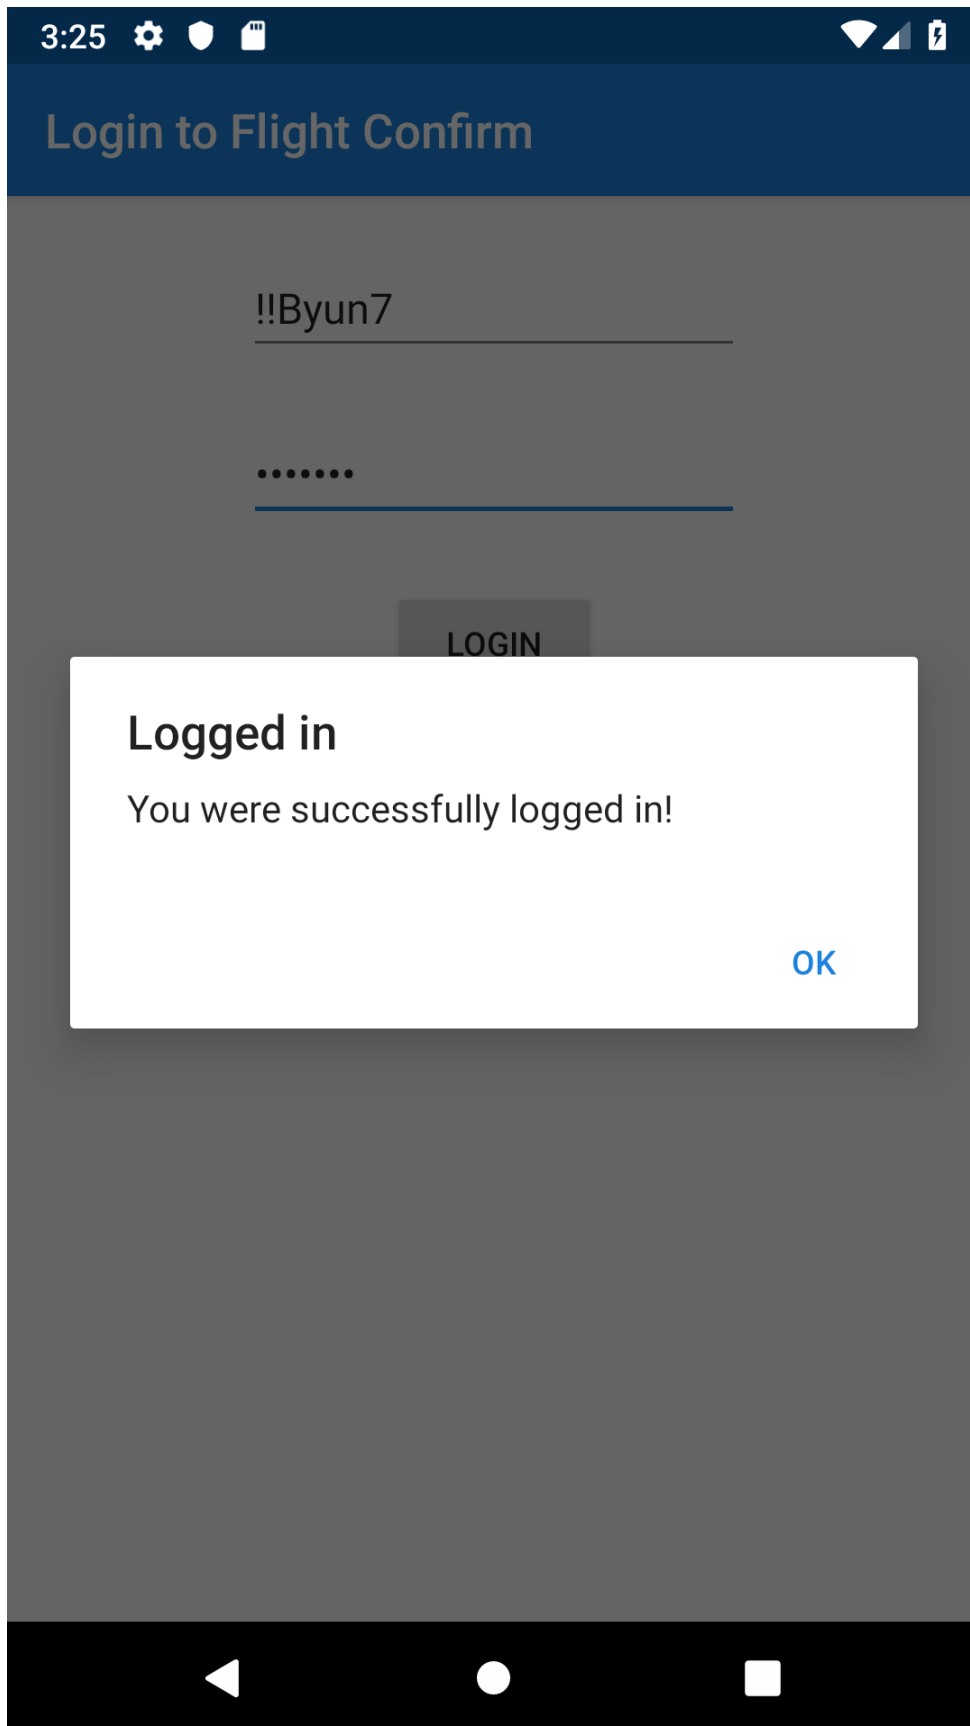 3:25
Login to Flight Confirm
!!Byun7
•••••••
LOGIN
Logged in
You were successfully logged in!
OK